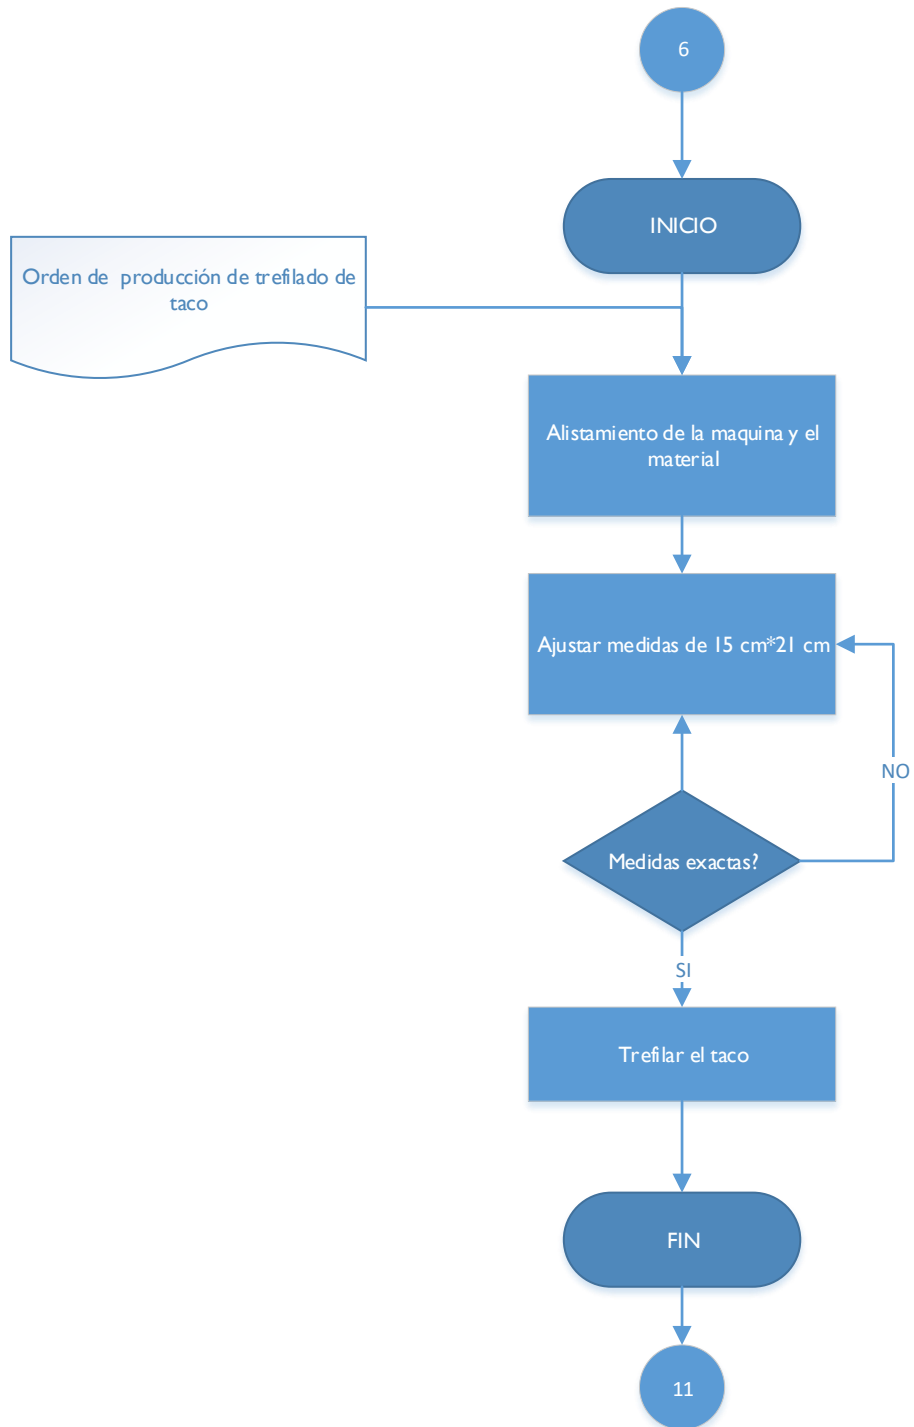 6
INICIO
Orden de producción de trefilado de
taco
Alistamiento de la maquina y el
material
Ajustar medidas de 15 cm*21 cm
NO
Medidas exactas?
SI
Trefilar el taco
FIN
11